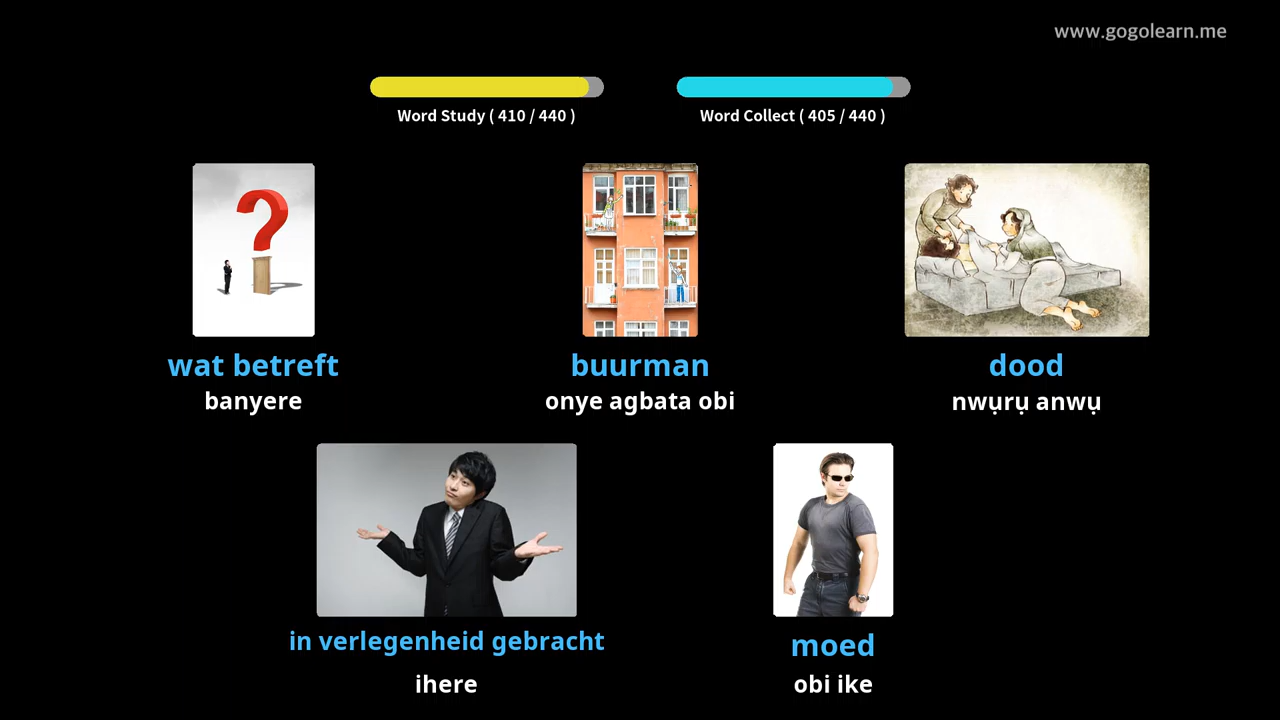 www.gogolearn.me
Word Study ( 410 / 440 )
Word Collect ( 405 / 440 )
wat betreft
banyere
buurman
onye agbata obi
dood
nwụrụ anwụ
in verlegenheid gebracht
ihere
moed
obi ike